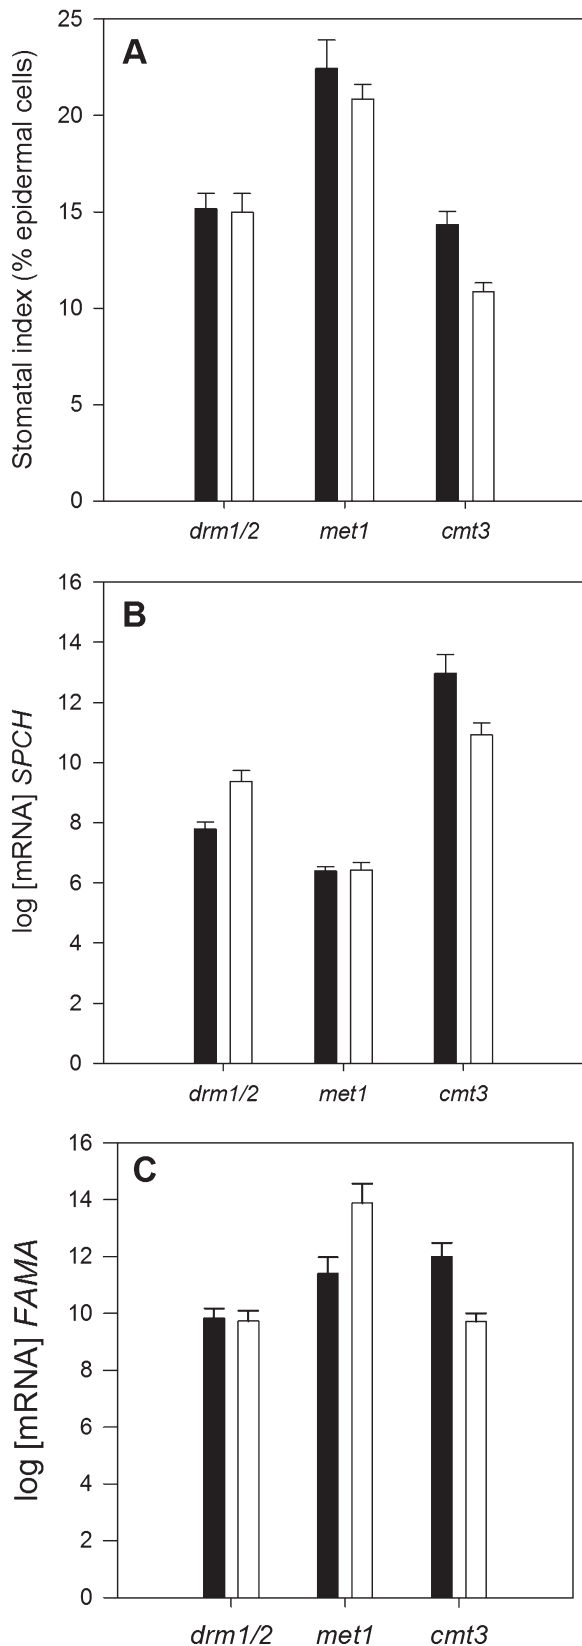 25
A
20
15
10
5
0
Stomatal index (% epidermal cells)
drm1/2 met1 cmt3
16
B
14
12
10
8
6
4
2
0
log [mRNA] SPCH
drm1/2 met1 cmt3
16
C
14
12
10
8
6
4
2
0
log [mRNA] FAMA
drm1/2 met1 cmt3